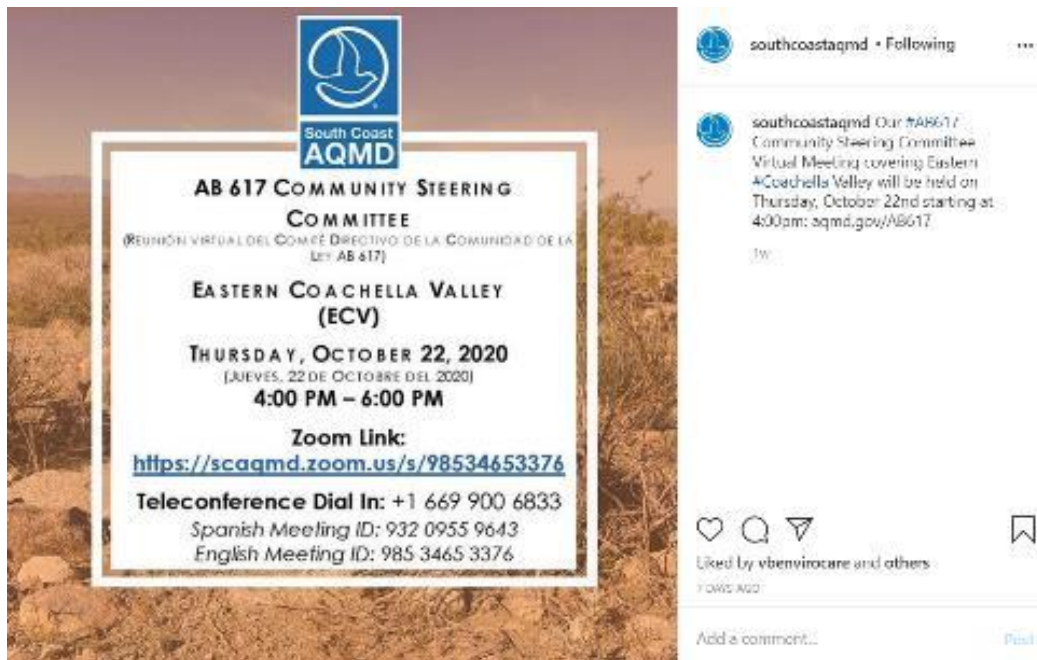 South Coast
AQMD
AB 617 COMMUNITY STEERING
COMMITTEE
(REUNIÓN VIRTUAL DEL COMITÉ DIRECTIVO DE LA COMUNIDAD DE LA
LEY AB 617)
EASTERN COACHELLA VALLEY
(ECV)
THURSDAY, OCTOBER 22, 2020
(JUEVES, 22 DE OCTOBRE DEL 2020)
4:00 PM – 6:00 PM
Zoom Link:
https://scaqmd.zoom.us/s/98534653376
Teleconference Dial In: +1 669 900 6833
Spanish Meeting ID: 932 0955 9643
English Meeting ID: 985 3465 3376
southcoastaqmd • Following
southcoastaqmd Our #AB617
Community Steering Committee
Virtual Meeting covering Eastern
#Coachella Valley will be held on
Thursday, October 22nd starting at
4:00pm: aqmd.gov/AB617
1w
Liked by vbenvirocare and others
7 DAYS AGO
Add a comment...
Post